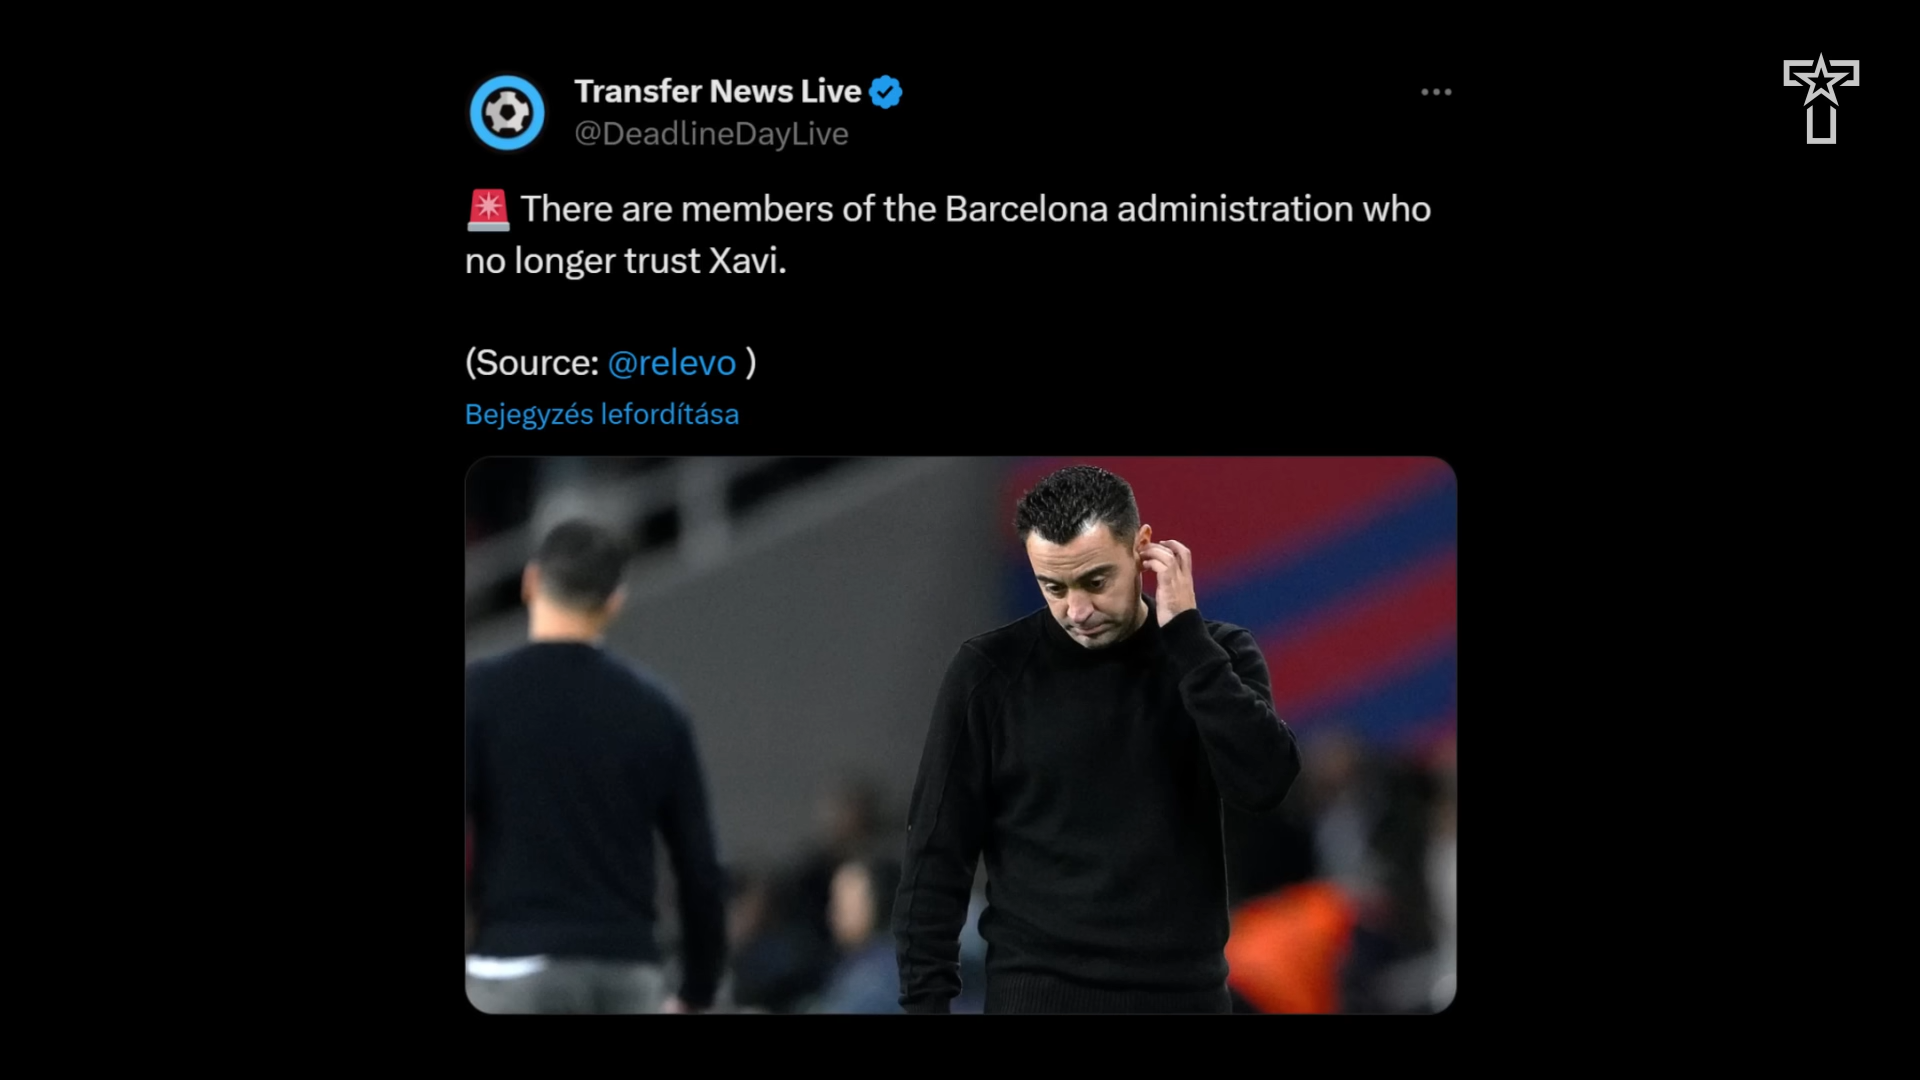 Transfer News Live
@DeadlineDayLive
🚨 There are members of the Barcelona administration who
no longer trust Xavi.
(Source: @relevo )
Bejegyzés lefordítása